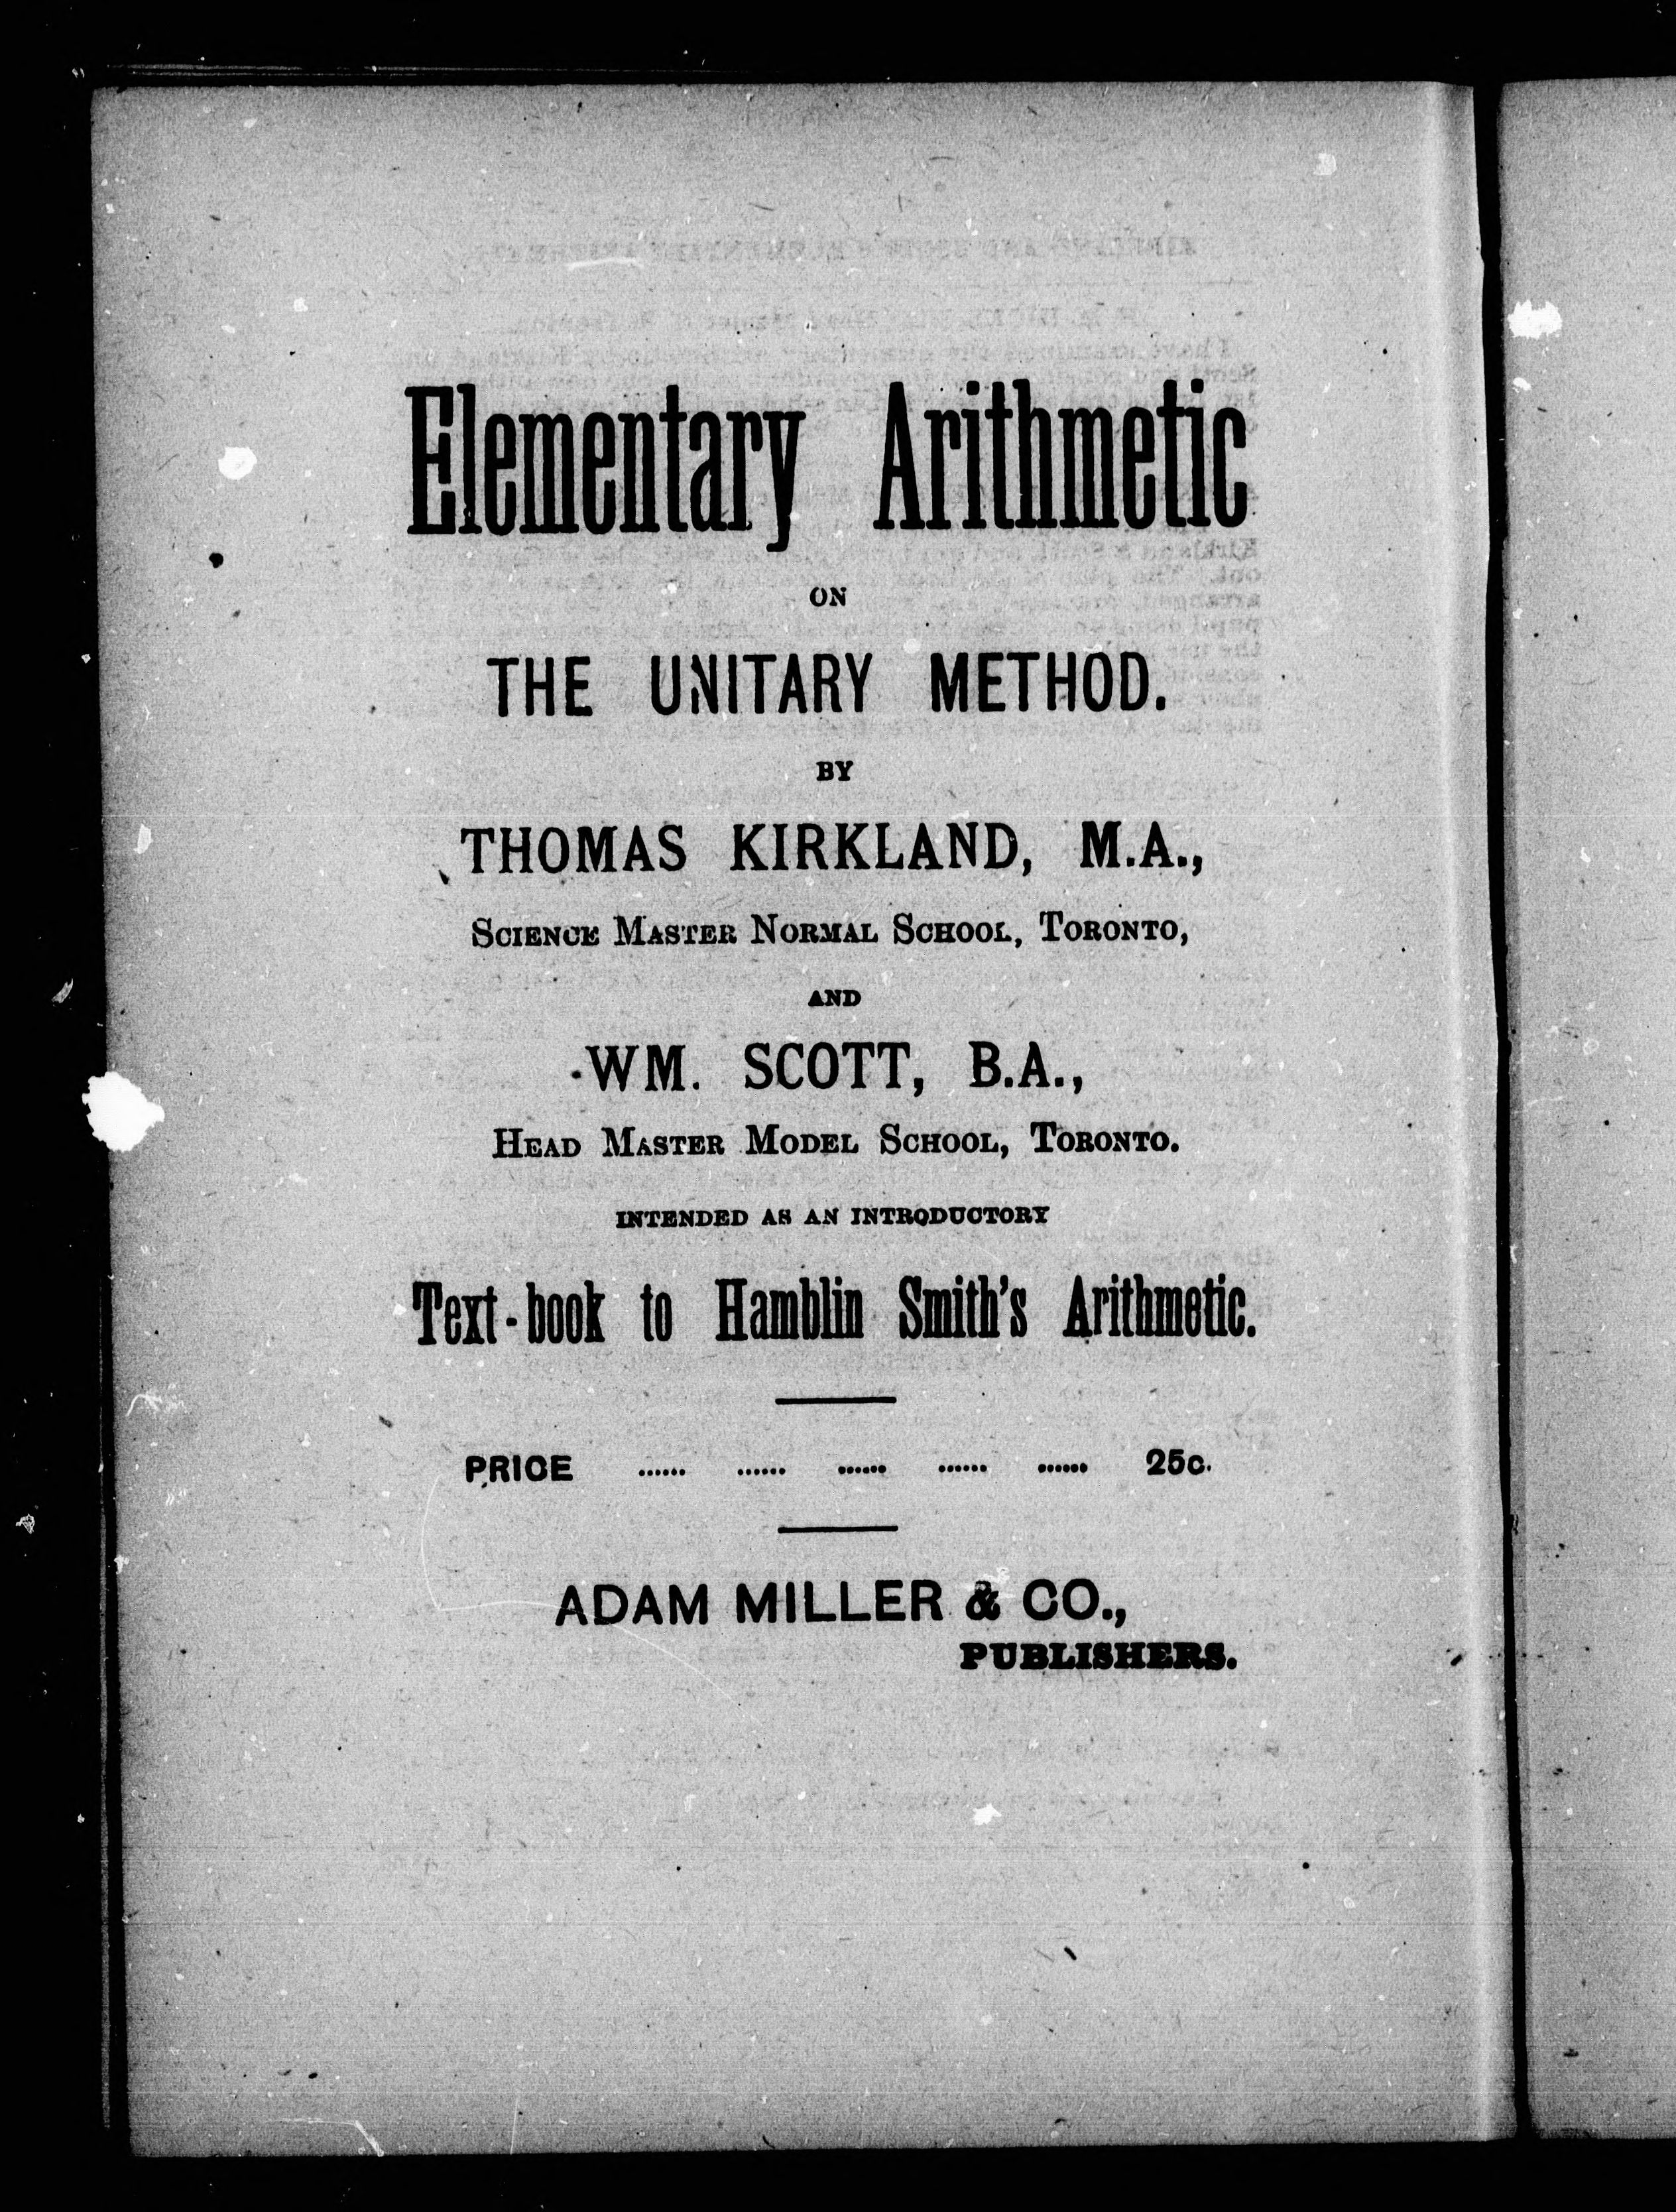 Elementary Arithmetic
ON
THE UNITARY METHOD.
BY
THOMAS KIRKLAND, M.A.,
SCIENCE MASTER NORMAL SCHOOL, TORONTO,
AND
WM. SCOTT, B.A.,
HEAD MASTER MODEL SCHOOL, TORONTO.
INTENDED AS AN INTRODUCTORY
Text-book to Hamblin Smith's Arithmetic.
PRICE ...... ...... ...... ...... ...... 25c.
ADAM MILLER & CO.,
PUBLISHERS.